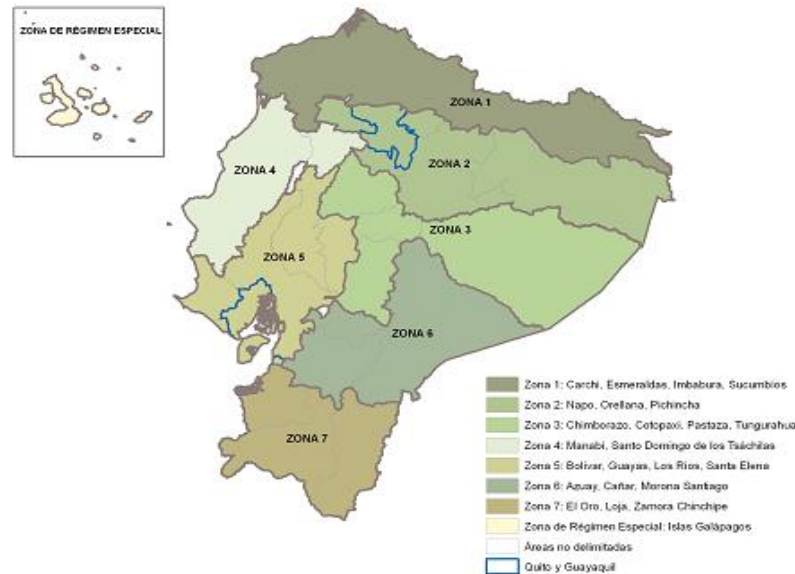 ZONA DE RÉGIMEN ESPECIAL
ZONA 1
ZONA 2
ZONA 4
ZONA 3
ZONA 5
ZONA 6
ZONA 7
Zona 1: Carchi, Esmeraldas, Imbabura, Sucumbios
Zona 2: Napo, Orellana, Pichincha
Zona 3: Chimborazo, Cotopaxi, Pastaza, Tungurahua
Zona 4: Manabí, Santo Domingo de los Tsáchilas
Zona 5: Bolívar, Guayas, Los Ríos, Santa Elena
Zona 6: Azuay, Cañar, Morona Santiago
Zona 7: El Oro, Loja, Zamora Chinchipe
Zona de Régimen Especial: Islas Galápagos
Áreas no delimitadas
Quito y Guayaquil